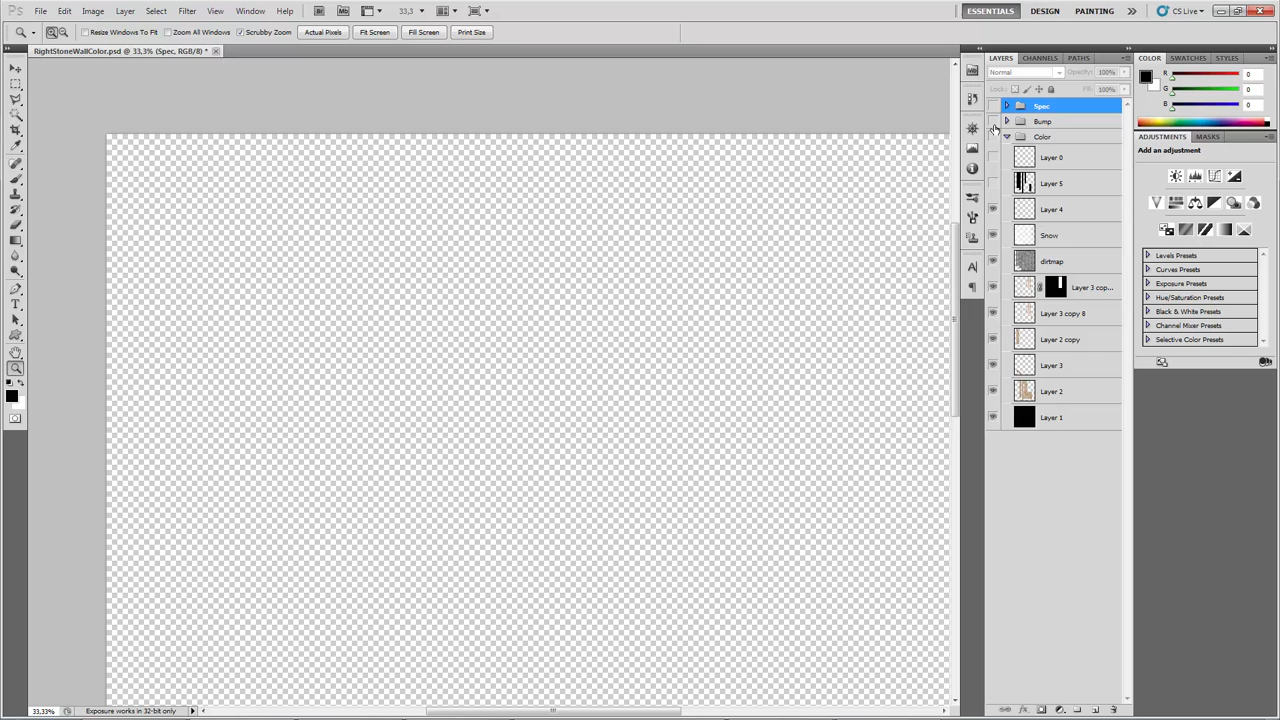 Ps File Edit Image Layer Select Filter Analysis 3D View Window Help Br Mb 33,3 ESSENTIALS DESIGN PAINTING CS Live
Resize Windows To Fit Zoom All Windows Scrubby Zoom Actual Pixels Fit Screen Fill Screen Print Size
RightStoneWallColor.psd @ 33,3% (Spec, RGB/8) *
LAYERS CHANNELS PATHS
COLOR SWATCHES STYLES
Normal Opacity: 100%
R 0
Lock: Fill: 100%
G 0
Spec
B 0
Bump
Color
ADJUSTMENTS MASKS
Add an adjustment
Layer 0
Layer 5
Layer 4
Snow
dirtmap
Layer 3 cop...
Layer 3 copy 8
Layer 2 copy
Layer 3
Layer 2
Layer 1
Levels Presets
Curves Presets
Exposure Presets
Hue/Saturation Presets
Black & White Presets
Channel Mixer Presets
Selective Color Presets
33,33% Exposure works in 32-bit only